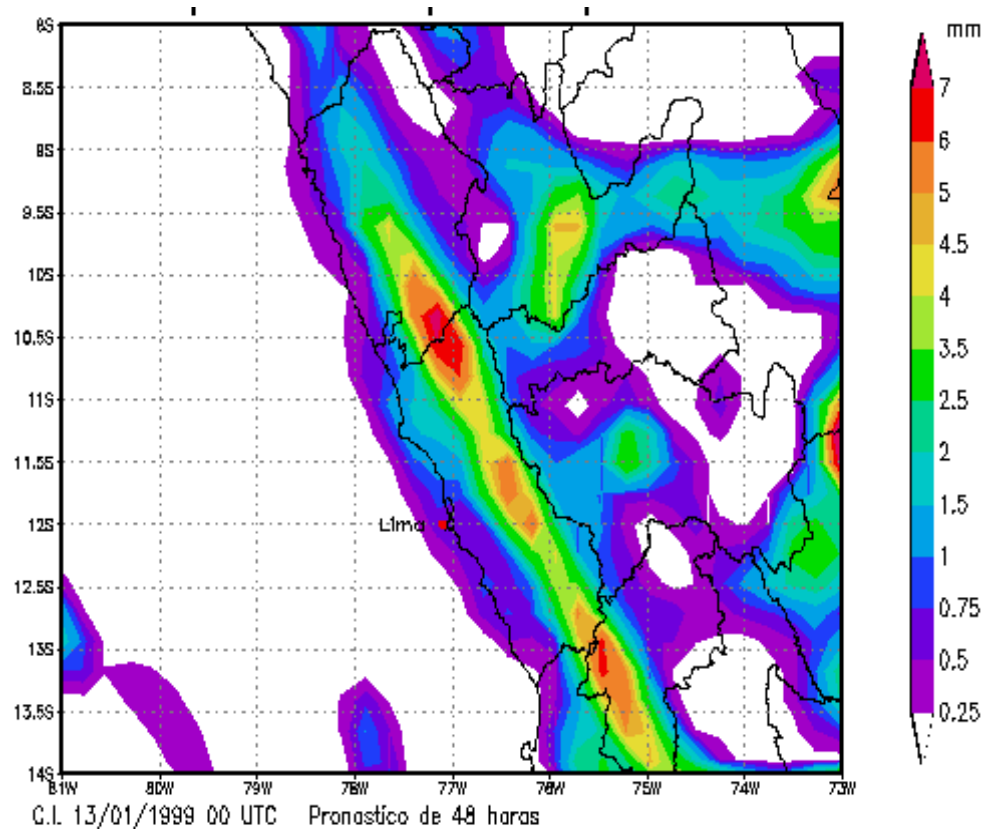 mm
8S
8.5S
9S
9.5S
10S
10.5S
11S
11.5S
12S
12.5S
13S
13.5S
14S
Lima
81W 80W 79W 78W 77W 76W 75W 74W 73W
7
6
5
4.5
4
3.5
2.5
1.5
1
0.75
0.5
0.25
C.I. 13/01/1999 00 UTC Pronostico de 48 horas